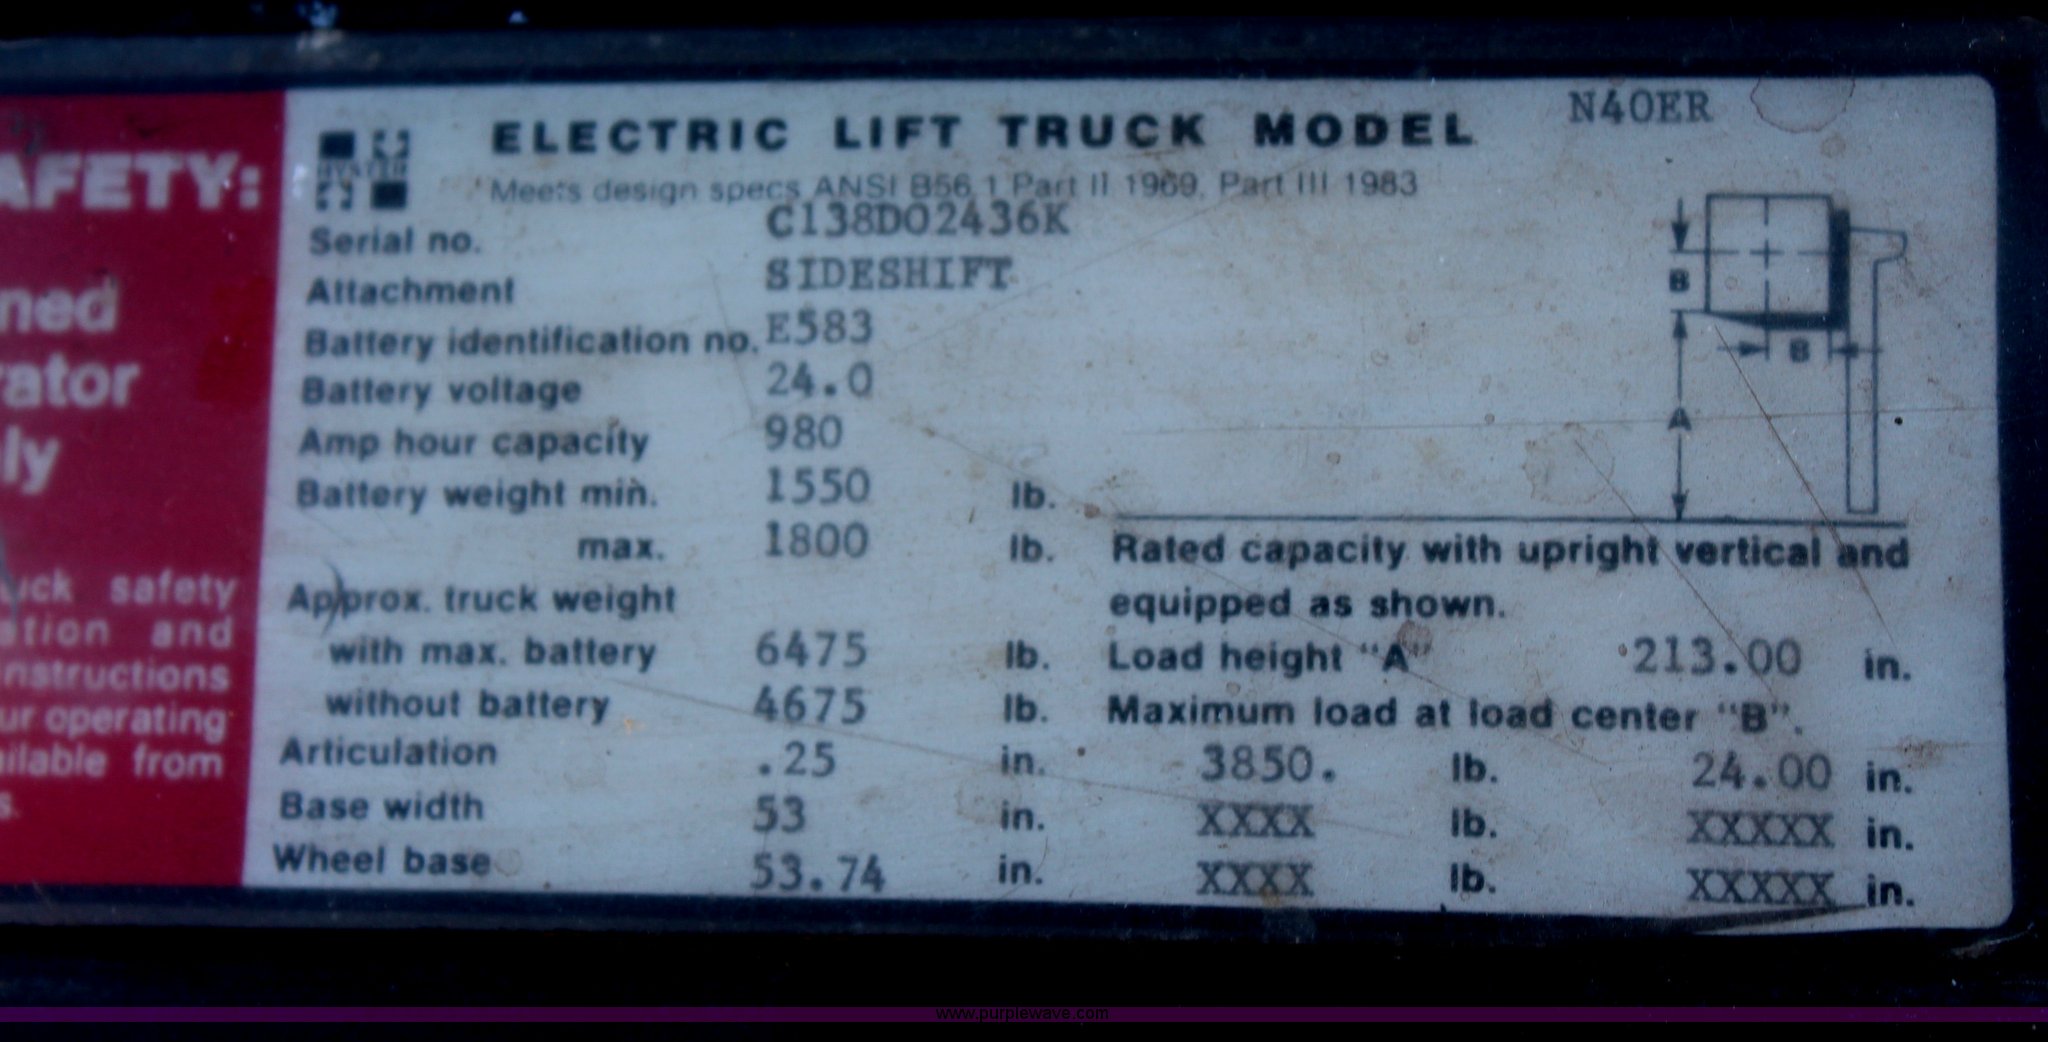 AFETY:
ned
rator
ly
uck safety
ation and
nstructions
ur operating
ailable from
s.
HYSTER
ELECTRIC LIFT TRUCK MODEL N40ER
Meets design specs ANSI B56.1 Part II 1969, Part III 1983
Serial no. C138D02436K
Attachment SIDESHIFT
Battery identification no. E583
Battery voltage 24.0
Amp hour capacity 980
Battery weight min. 1550 lb.
max. 1800 lb.
Approx. truck weight
with max. battery 6475 lb.
without battery 4675 lb.
Articulation .25 in.
Base width 53 in.
Wheel base 53.74 in.
B
B
A
Rated capacity with upright vertical and
equipped as shown.
Load height "A" 213.00 in.
Maximum load at load center "B".
3850. lb. 24.00 in.
XXXX lb. XXXXX in.
XXXX lb. XXXXX in.
www.purplewave.com